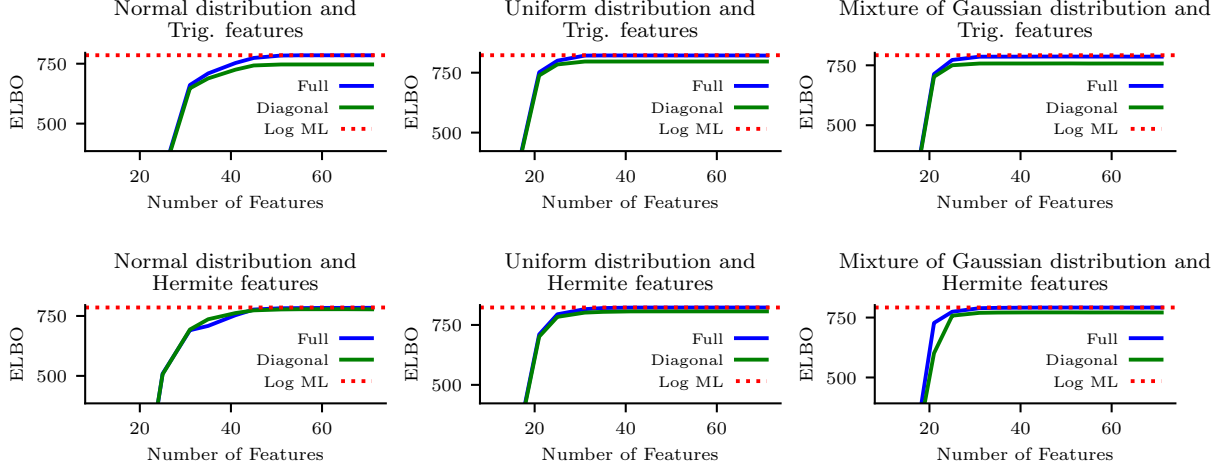 Normal distribution and
Trig. features
ELBO
750
500
Full
Diagonal
Log ML
20
40
60
Number of Features
Uniform distribution and
Trig. features
ELBO
750
500
Full
Diagonal
Log ML
20
40
60
Number of Features
Mixture of Gaussian distribution and
Trig. features
ELBO
750
500
Full
Diagonal
Log ML
20
40
60
Number of Features
Normal distribution and
Hermite features
ELBO
750
500
Full
Diagonal
Log ML
20
40
60
Number of Features
Uniform distribution and
Hermite features
ELBO
750
500
Full
Diagonal
Log ML
20
40
60
Number of Features
Mixture of Gaussian distribution and
Hermite features
ELBO
750
500
Full
Diagonal
Log ML
20
40
60
Number of Features